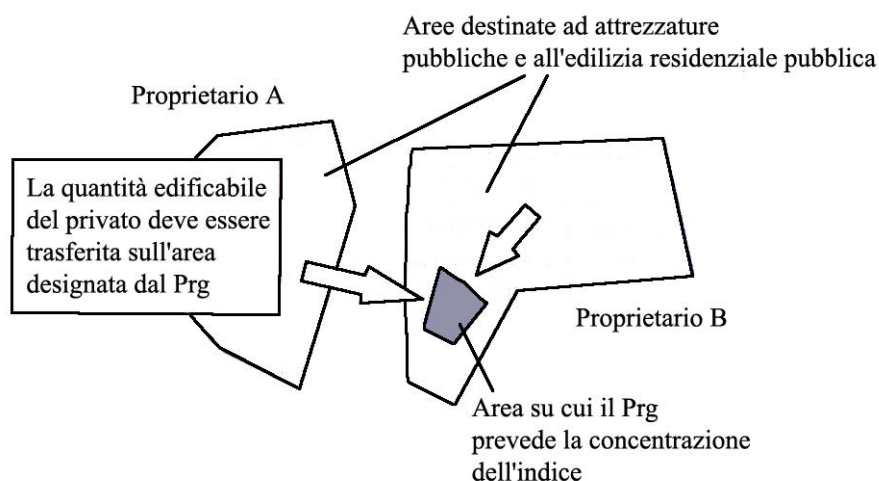 Aree destinate ad attrezzature
pubbliche e all'edilizia residenziale pubblica
Proprietario A
La quantità edificabile
del privato deve essere
trasferita sull'area
designata dal Prg
Proprietario B
Area su cui il Prg
prevede la concentrazione
dell'indice